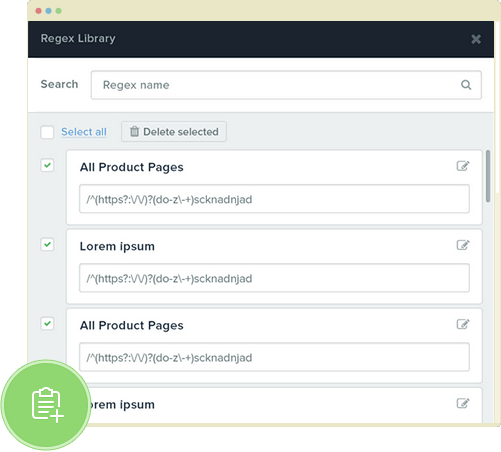 Regex Library
Search
Regex name
Select all
Delete selected
All Product Pages
/^(https?:\/\/)?(do-z\-+)scknadnjad
Lorem ipsum
/^(https?:\/\/)?(do-z\-+)scknadnjad
All Product Pages
/^(https?:\/\/)?(do-z\-+)scknadnjad
orem ipsum